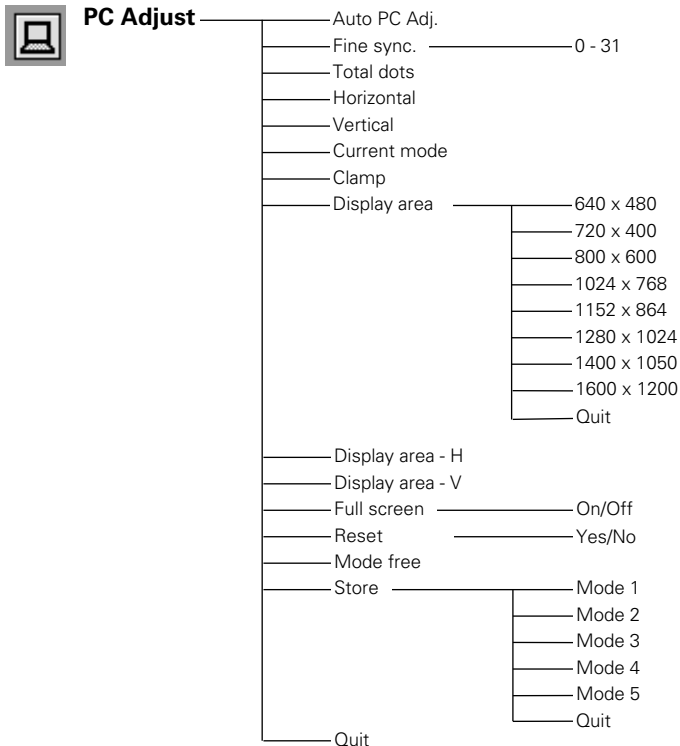 PC Adjust
Auto PC Adj.
Fine sync. 0 - 31
Total dots
Horizontal
Vertical
Current mode
Clamp
Display area 640 x 480
720 x 400
800 x 600
1024 x 768
1152 x 864
1280 x 1024
1400 x 1050
1600 x 1200
Quit
Display area - H
Display area - V
Full screen On/Off
Reset Yes/No
Mode free
Store Mode 1
Mode 2
Mode 3
Mode 4
Mode 5
Quit
Quit